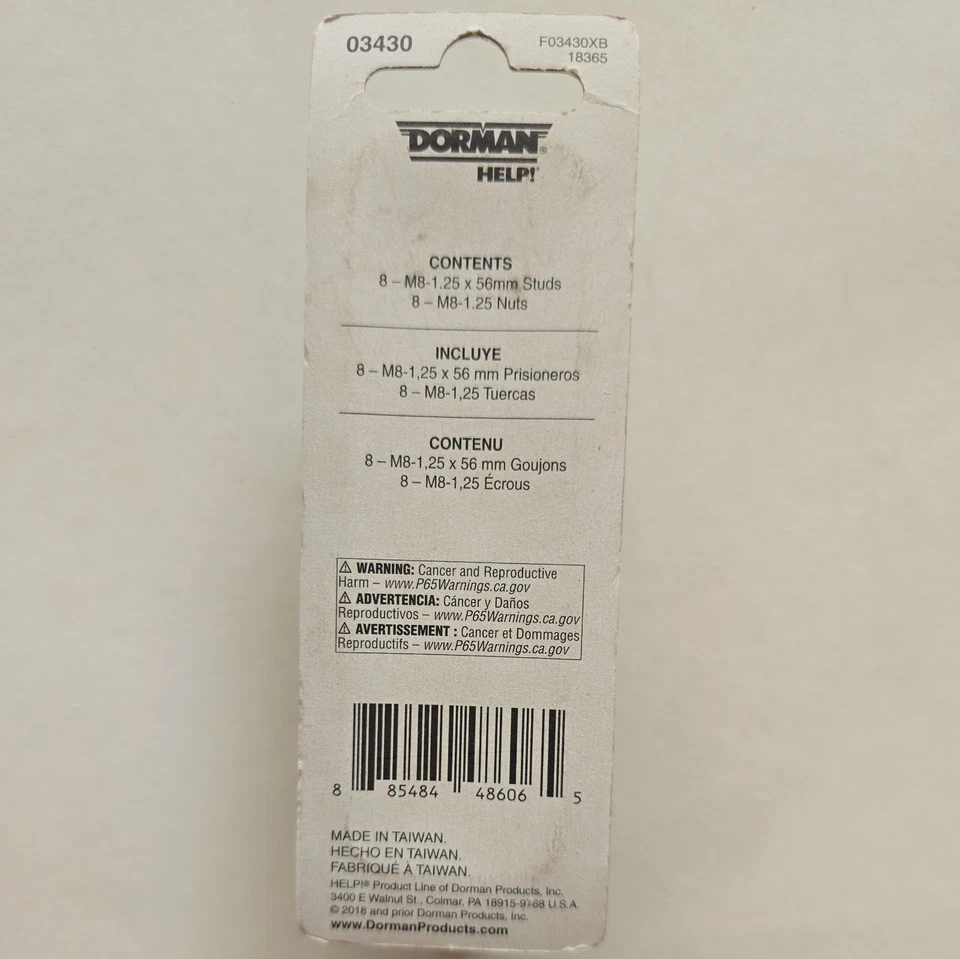 03430
F03430XB
18365
DORMAN®
HELP!®
CONTENTS
8 – M8-1.25 x 56mm Studs
8 – M8-1.25 Nuts
INCLUYE
8 – M8-1,25 x 56 mm Prisioneros
8 – M8-1,25 Tuercas
CONTENU
8 – M8-1,25 x 56 mm Goujons
8 – M8-1,25 Écrous
⚠ WARNING: Cancer and Reproductive
Harm – www.P65Warnings.ca.gov
⚠ ADVERTENCIA: Cáncer y Daños
Reproductivos – www.P65Warnings.ca.gov
⚠ AVERTISSEMENT : Cancer et Dommages
Reproductifs – www.P65Warnings.ca.gov
8 85484 48606 5
MADE IN TAIWAN.
HECHO EN TAIWAN.
FABRIQUÉ À TAIWAN.
HELP!® Product Line of Dorman Products, Inc.
3400 E Walnut St., Colmar, PA 18915-9768 U.S.A.
© 2018 and prior Dorman Products, Inc.
www.DormanProducts.com